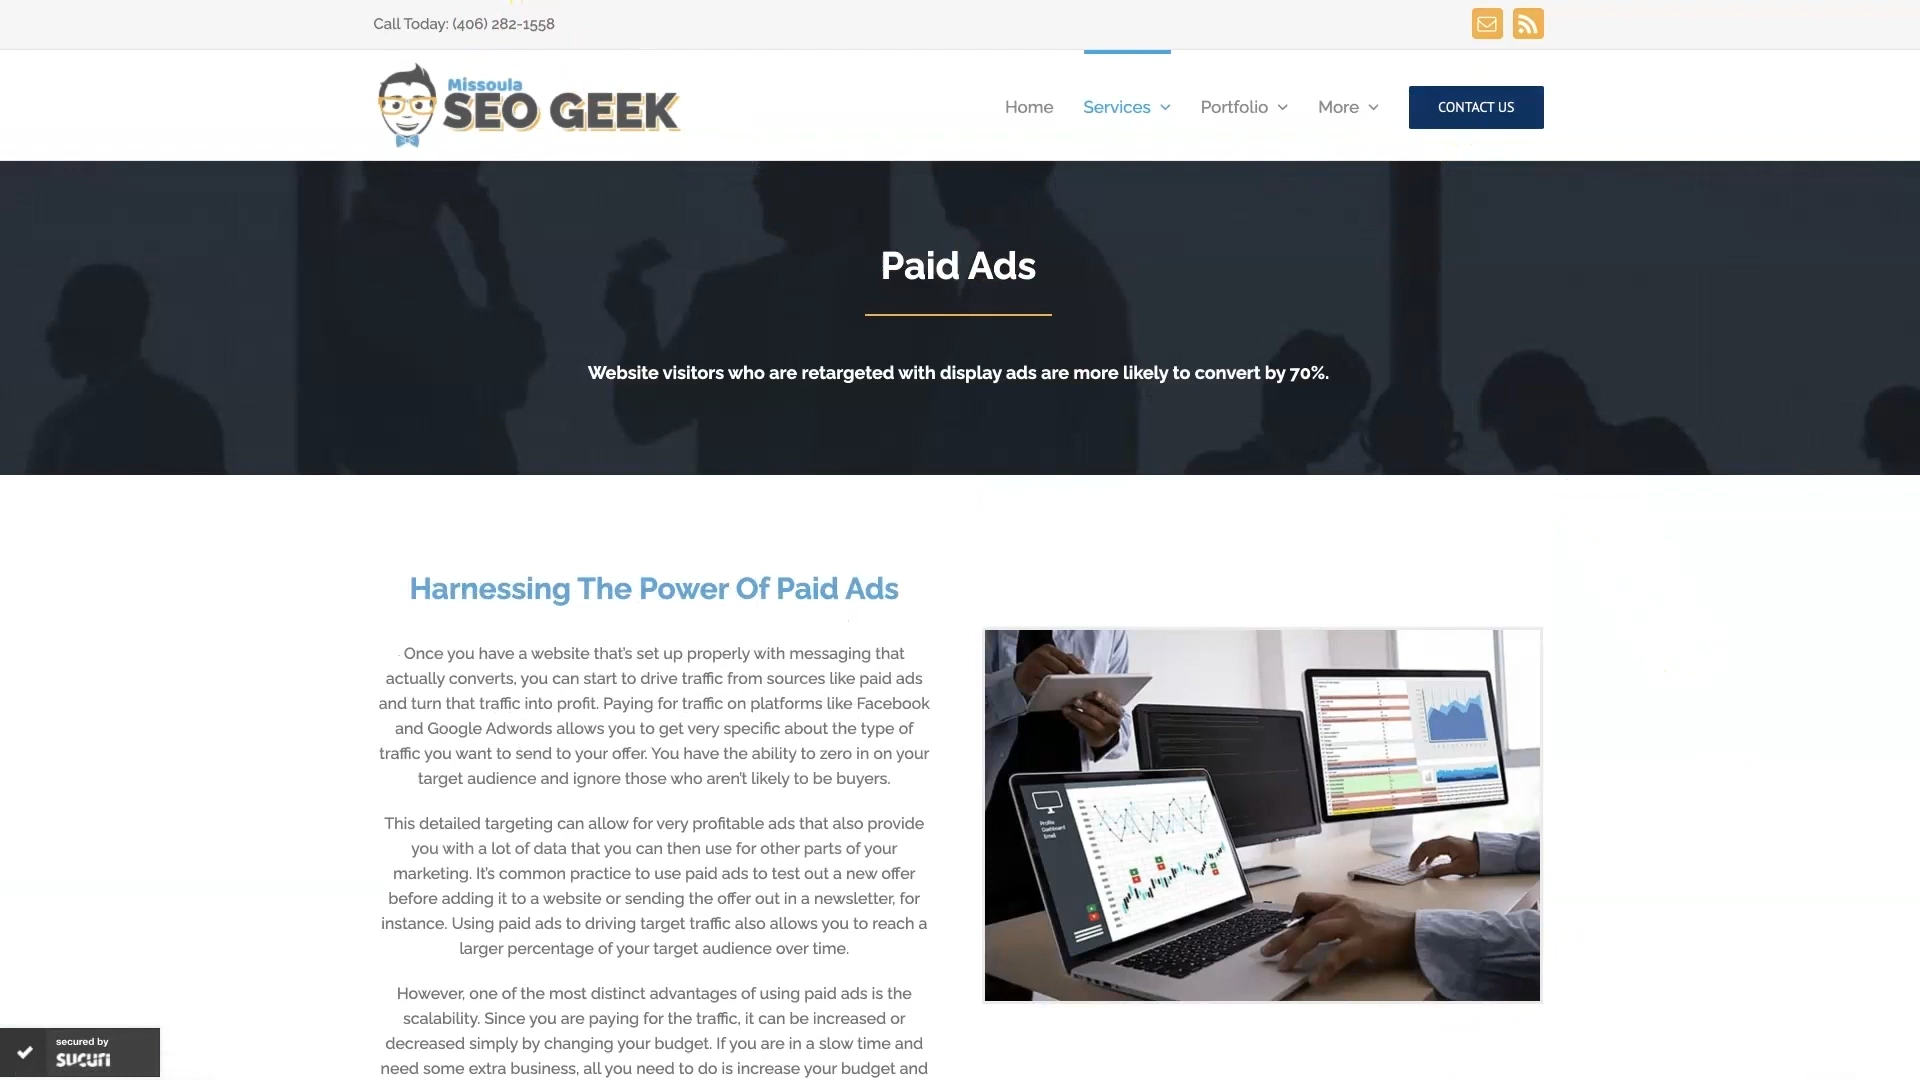 Call Today: (406) 282-1558
Missoula
SEO GEEK
Home
Services
Portfolio
More
CONTACT US
Paid Ads
Website visitors who are retargeted with display ads are more likely to convert by 70%.
Harnessing The Power Of Paid Ads
Once you have a website that's set up properly with messaging that
actually converts, you can start to drive traffic from sources like paid ads
and turn that traffic into profit. Paying for traffic on platforms like Facebook
and Google Adwords allows you to get very specific about the type of
traffic you want to send to your offer. You have the ability to zero in on your
target audience and ignore those who aren't likely to be buyers.
This detailed targeting can allow for very profitable ads that also provide
you with a lot of data that you can then use for other parts of your
marketing. It's common practice to use paid ads to test out a new offer
before adding it to a website or sending the offer out in a newsletter, for
instance. Using paid ads to driving target traffic also allows you to reach a
larger percentage of your target audience over time.
However, one of the most distinct advantages of using paid ads is the
scalability. Since you are paying for the traffic, it can be increased or
decreased simply by changing your budget. If you are in a slow time and
need some extra business, all you need to do is increase your budget and
Profile
Dashboard
Email
secured by
sucuri